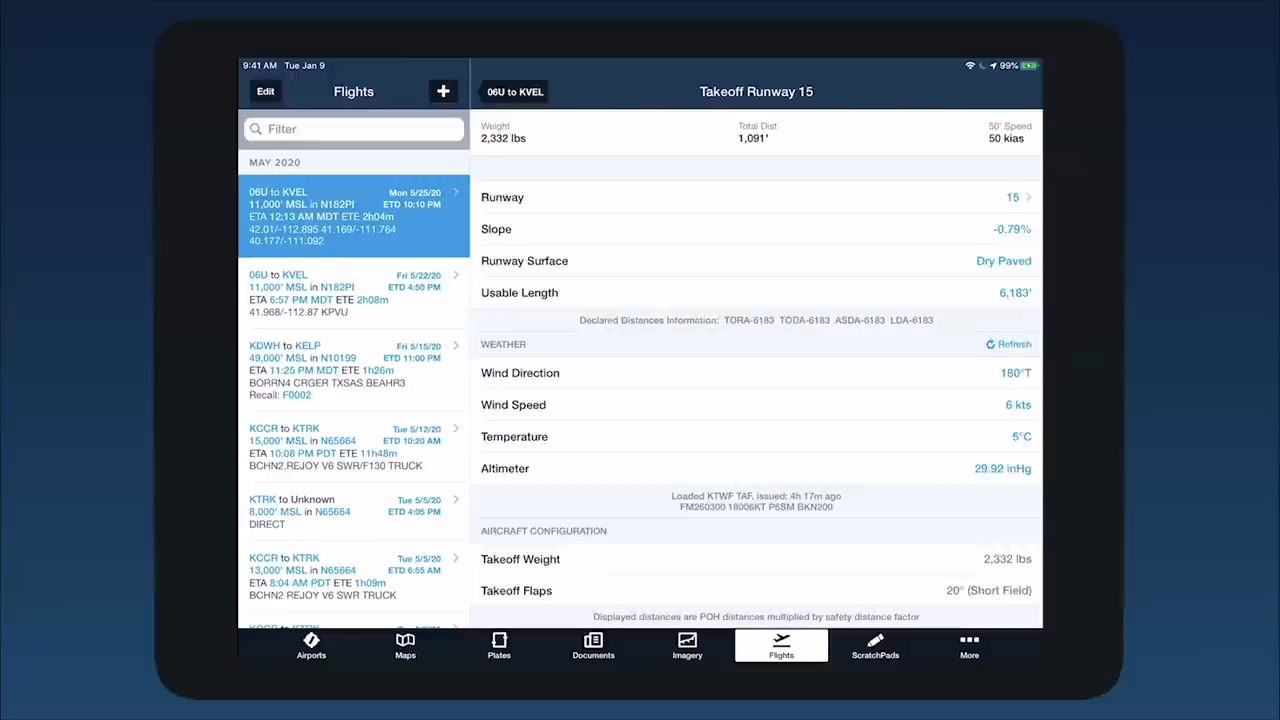 9:41 AM Tue Jan 9
99%
Edit
Flights
+
06U to KVEL
Takeoff Runway 15
Filter
Weight
2,332 lbs
Total Dist
1,091'
50' Speed
50 kias
MAY 2020
06U to KVEL Mon 5/25/20
11,000' MSL in N182PI ETD 10:10 PM
ETA 12:13 AM MDT ETE 2h04m
42.01/-112.895 41.169/-111.764
40.177/-111.092
06U to KVEL Fri 5/22/20
11,000' MSL in N182PI ETD 4:50 PM
ETA 6:57 PM MDT ETE 2h08m
41.968/-112.87 KPVU
KDWH to KELP Fri 5/15/20
49,000' MSL in N10199 ETD 11:00 PM
ETA 11:25 PM MDT ETE 1h26m
BORRN4 CRGER TXSAS BEAHR3
Recall: F0002
KCCR to KTRK Tue 5/12/20
15,000' MSL in N65664 ETD 10:20 AM
ETA 10:08 PM PDT ETE 11h48m
BCHN2.REJOY V6 SWR/F130 TRUCK
KTRK to Unknown Tue 5/5/20
8,000' MSL in N65664 ETD 4:05 PM
DIRECT
KCCR to KTRK Tue 5/5/20
13,000' MSL in N65664 ETD 6:55 AM
ETA 8:04 AM PDT ETE 1h09m
BCHN2 REJOY V6 SWR TRUCK
Runway 15
Slope -0.79%
Runway Surface Dry Paved
Usable Length 6,183'
Declared Distances Information: TORA-6183 TODA-6183 ASDA-6183 LDA-6183
WEATHER Refresh
Wind Direction 180°T
Wind Speed 6 kts
Temperature 5°C
Altimeter 29.92 inHg
Loaded KTWF TAF, issued: 4h 17m ago
FM260300 18006KT P6SM BKN200
AIRCRAFT CONFIGURATION
Takeoff Weight 2,332 lbs
Takeoff Flaps 20° (Short Field)
Displayed distances are POH distances multiplied by safety distance factor
Airports
Maps
Plates
Documents
Imagery
Flights
ScratchPads
More